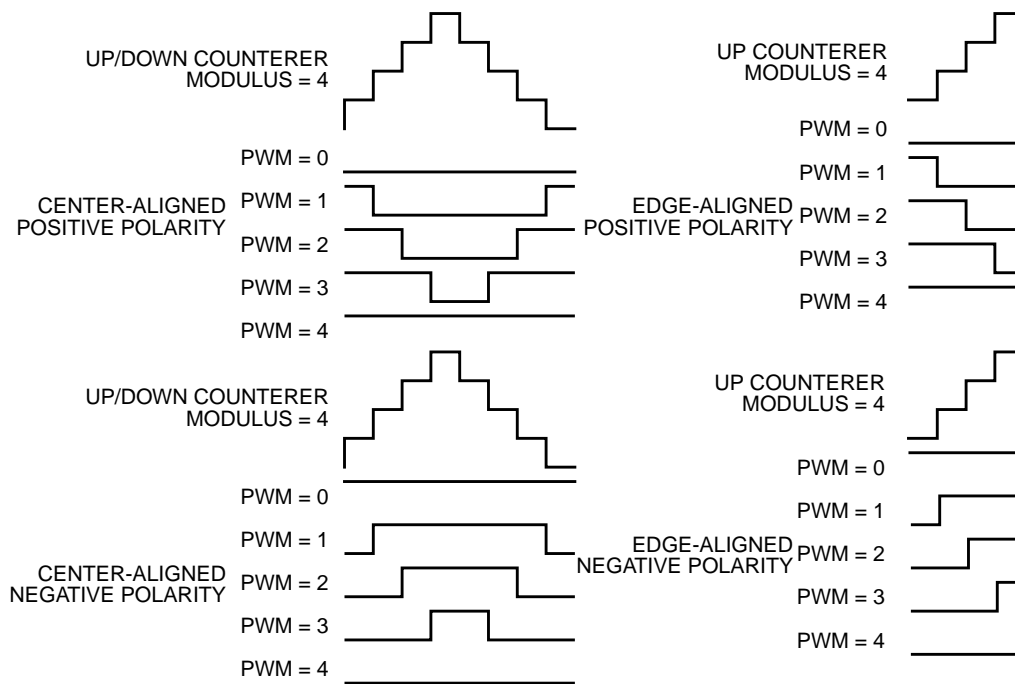 UP/DOWN COUNTERER
MODULUS = 4
PWM = 0
PWM = 1
CENTER-ALIGNED
POSITIVE POLARITY
PWM = 2
PWM = 3
PWM = 4
UP COUNTERER
MODULUS = 4
PWM = 0
PWM = 1
EDGE-ALIGNED
POSITIVE POLARITY
PWM = 2
PWM = 3
PWM = 4
UP/DOWN COUNTERER
MODULUS = 4
PWM = 0
PWM = 1
CENTER-ALIGNED
NEGATIVE POLARITY
PWM = 2
PWM = 3
PWM = 4
UP COUNTERER
MODULUS = 4
PWM = 0
PWM = 1
EDGE-ALIGNED
NEGATIVE POLARITY
PWM = 2
PWM = 3
PWM = 4